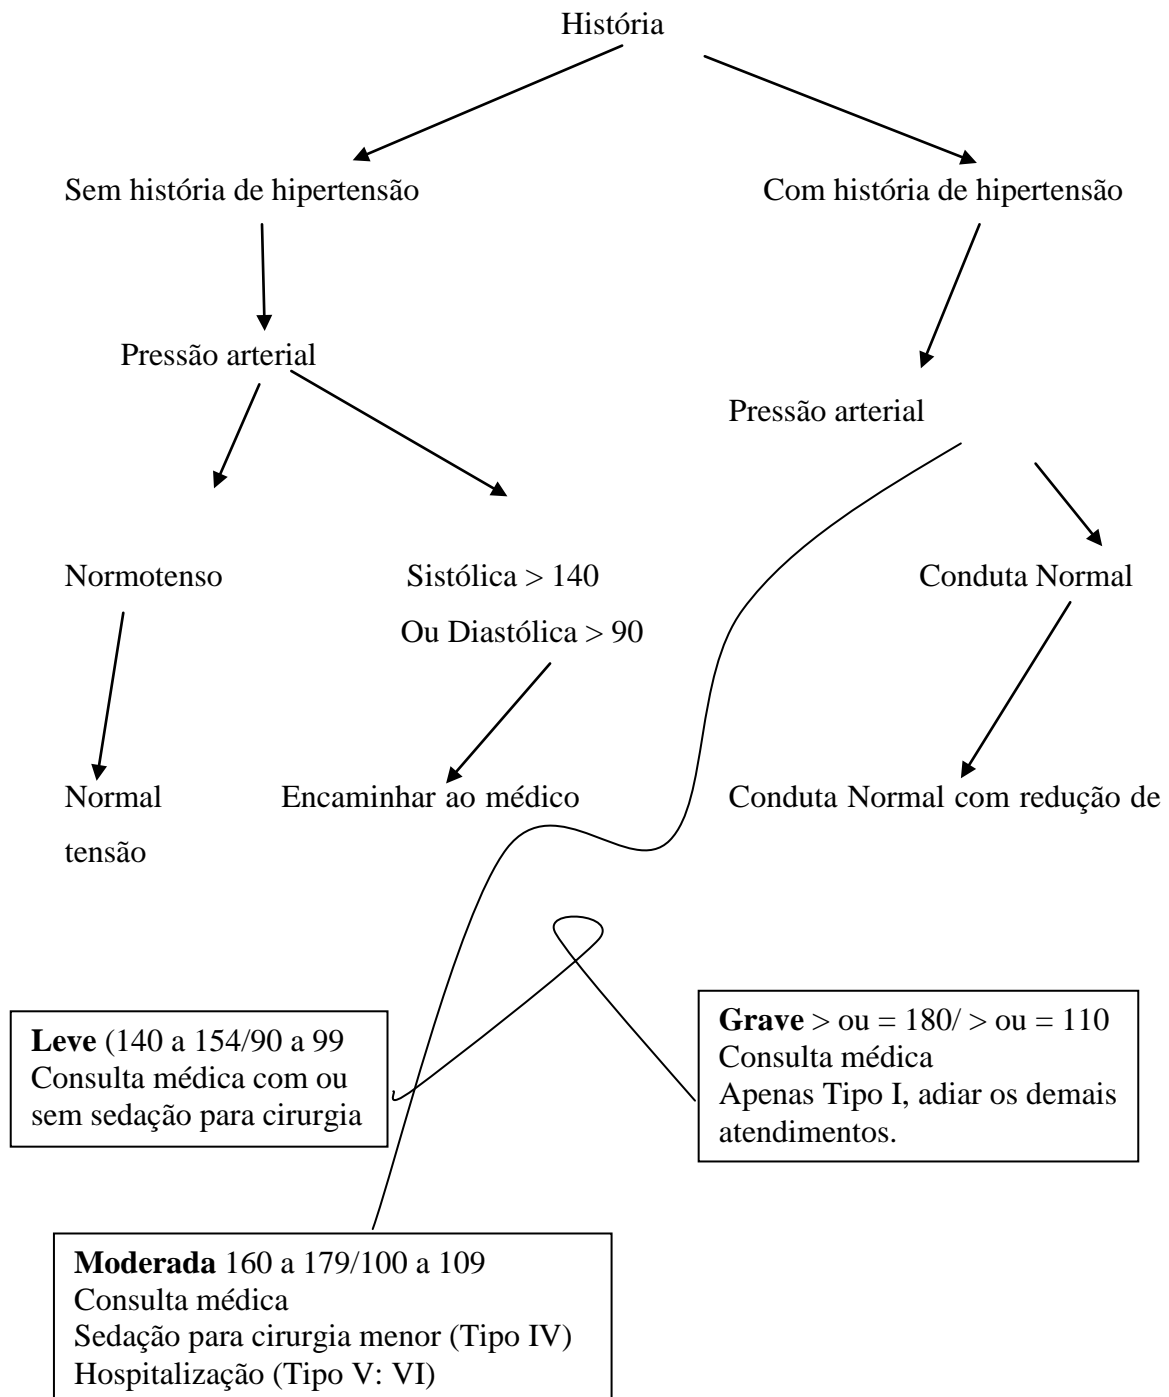 História
Sem história de hipertensão
Com história de hipertensão
Pressão arterial
Pressão arterial
Normotenso
Sistólica > 140
Ou Diastólica > 90
Conduta Normal
Normal
tensão
Encaminhar ao médico
Conduta Normal com redução de
Leve (140 a 154/90 a 99
Consulta médica com ou
sem sedação para cirurgia
Grave > ou = 180/ > ou = 110
Consulta médica
Apenas Tipo I, adiar os demais
atendimentos.
Moderada 160 a 179/100 a 109
Consulta médica
Sedação para cirurgia menor (Tipo IV)
Hospitalização (Tipo V: VI)